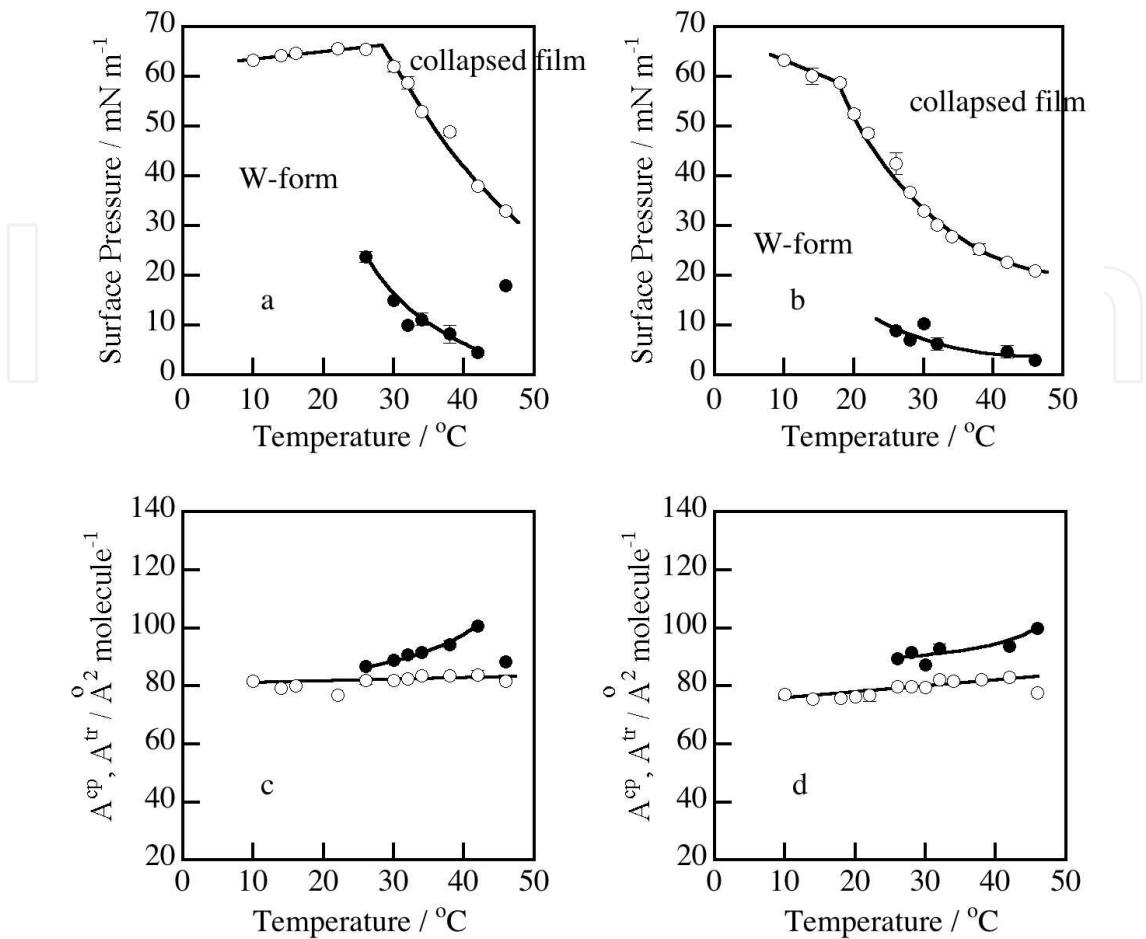 70
60
50
40
30
20
10
0
Surface Pressure / mN m⁻¹
collapsed film
W-form
a
0 10 20 30 40 50
Temperature / °C
70
60
50
40
30
20
10
0
Surface Pressure / mN m⁻¹
collapsed film
W-form
b
0 10 20 30 40 50
Temperature / °C
140
120
100
80
60
40
20
Aᶜᵖ, Aᵗʳ / Å² molecule⁻¹
c
0 10 20 30 40 50
Temperature / °C
140
120
100
80
60
40
20
Aᶜᵖ, Aᵗʳ / Å² molecule⁻¹
d
0 10 20 30 40 50
Temperature / °C